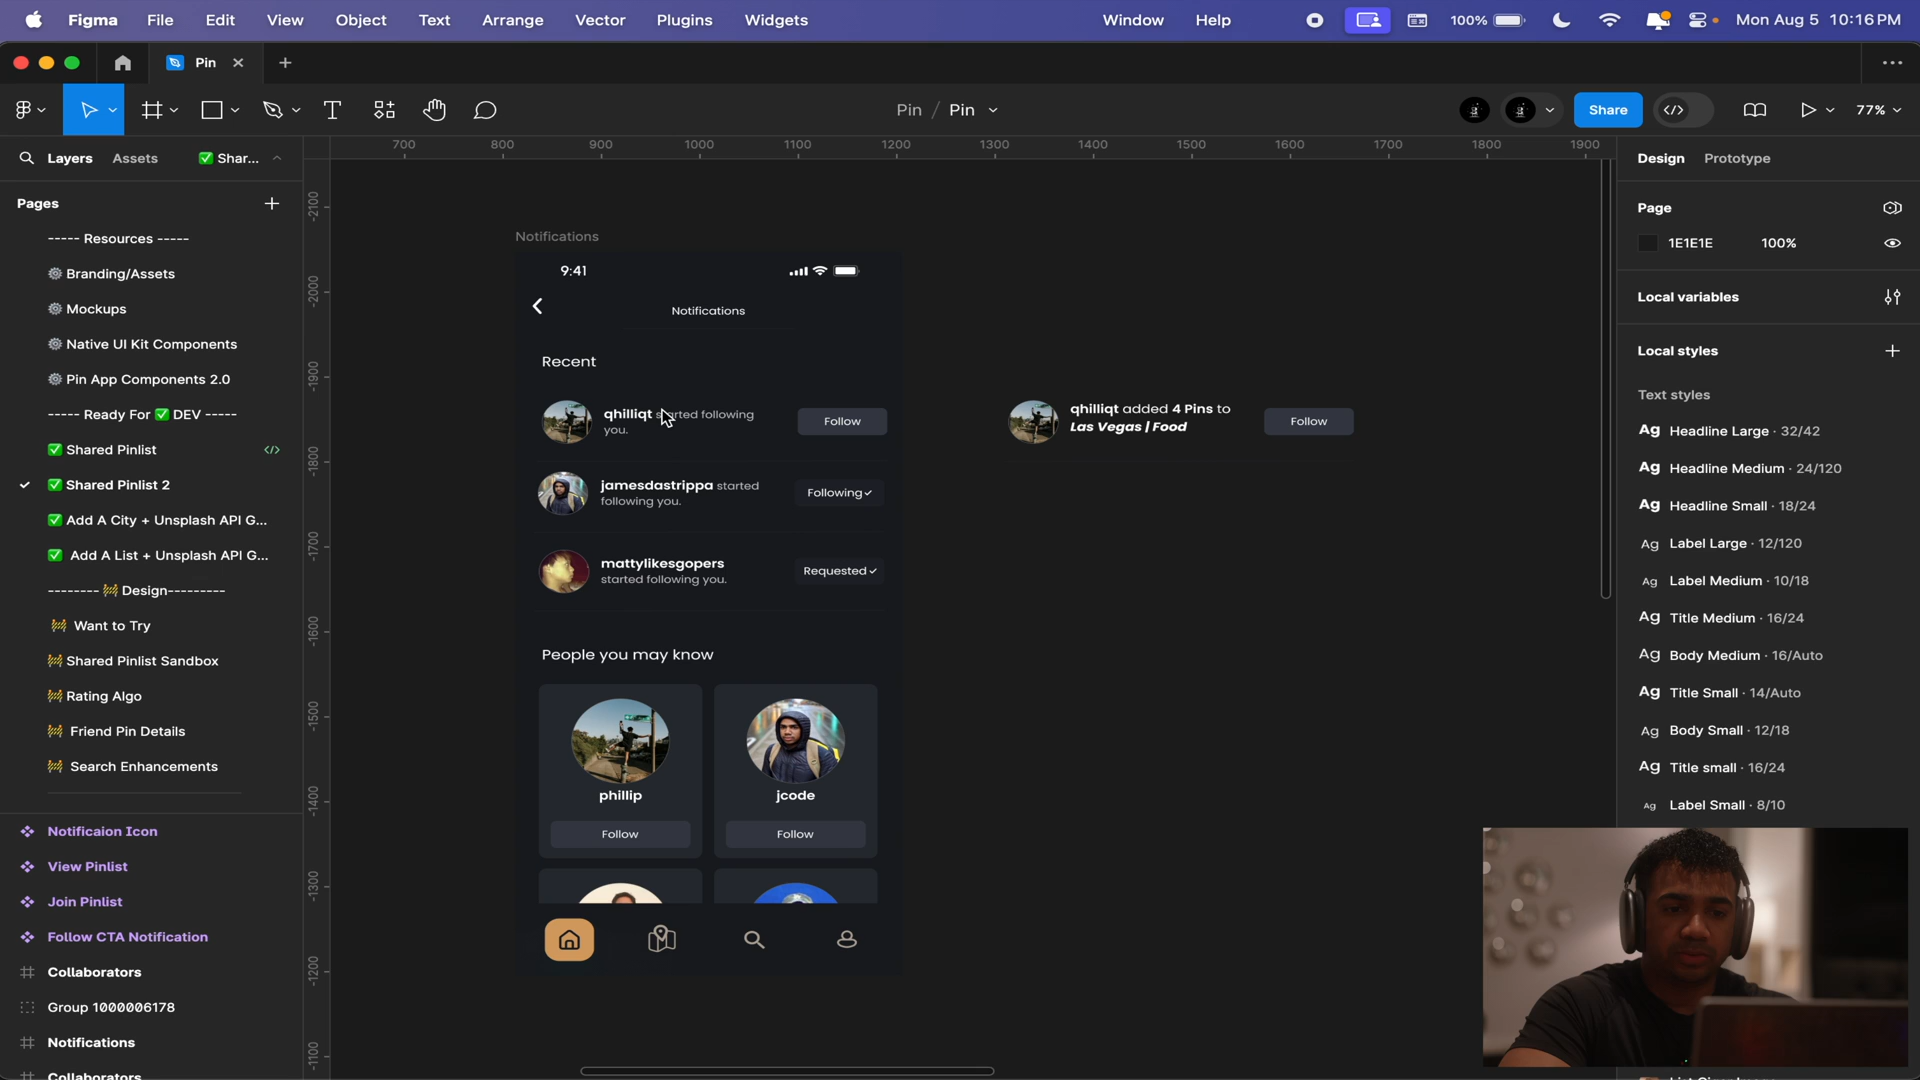 Figma File Edit View Object Text Arrange Vector Plugins Widgets Window Help 100% Mon Aug 5 10:16 PM
Pin
Pin / Pin
Share
77%
Layers Assets ✅ Shar...
Design Prototype
700 800 900 1000 1100 1200 1300 1400 1500 1600 1700 1800 1900
-2100
-2000
-1900
-1800
-1700
-1600
-1500
-1400
-1300
-1200
-1100
Pages
----- Resources -----
Branding/Assets
Mockups
Native UI Kit Components
Pin App Components 2.0
----- Ready For ✅ DEV -----
✅ Shared Pinlist
✅ Shared Pinlist 2
✅ Add A City + Unsplash API G...
✅ Add A List + Unsplash API G...
-------- 🚧 Design---------
🚧 Want to Try
🚧 Shared Pinlist Sandbox
🚧 Rating Algo
🚧 Friend Pin Details
🚧 Search Enhancements
Notificaion Icon
View Pinlist
Join Pinlist
Follow CTA Notification
Collaborators
Group 1000006178
Notifications
Collaborators
Notifications
9:41
Notifications
Recent
qhilliqt started following
you.
Follow
jamesdastrippa started
following you.
Following✓
mattylikesgopers
started following you.
Requested✓
People you may know
phillip
Follow
jcode
Follow
qhilliqt added 4 Pins to
Las Vegas | Food
Follow
Page
1E1E1E 100%
Local variables
Local styles
Text styles
Ag Headline Large · 32/42
Ag Headline Medium · 24/120
Ag Headline Small · 18/24
Ag Label Large · 12/120
Ag Label Medium · 10/18
Ag Title Medium · 16/24
Ag Body Medium · 16/Auto
Ag Title Small · 14/Auto
Ag Body Small · 12/18
Ag Title small · 16/24
Ag Label Small · 8/10